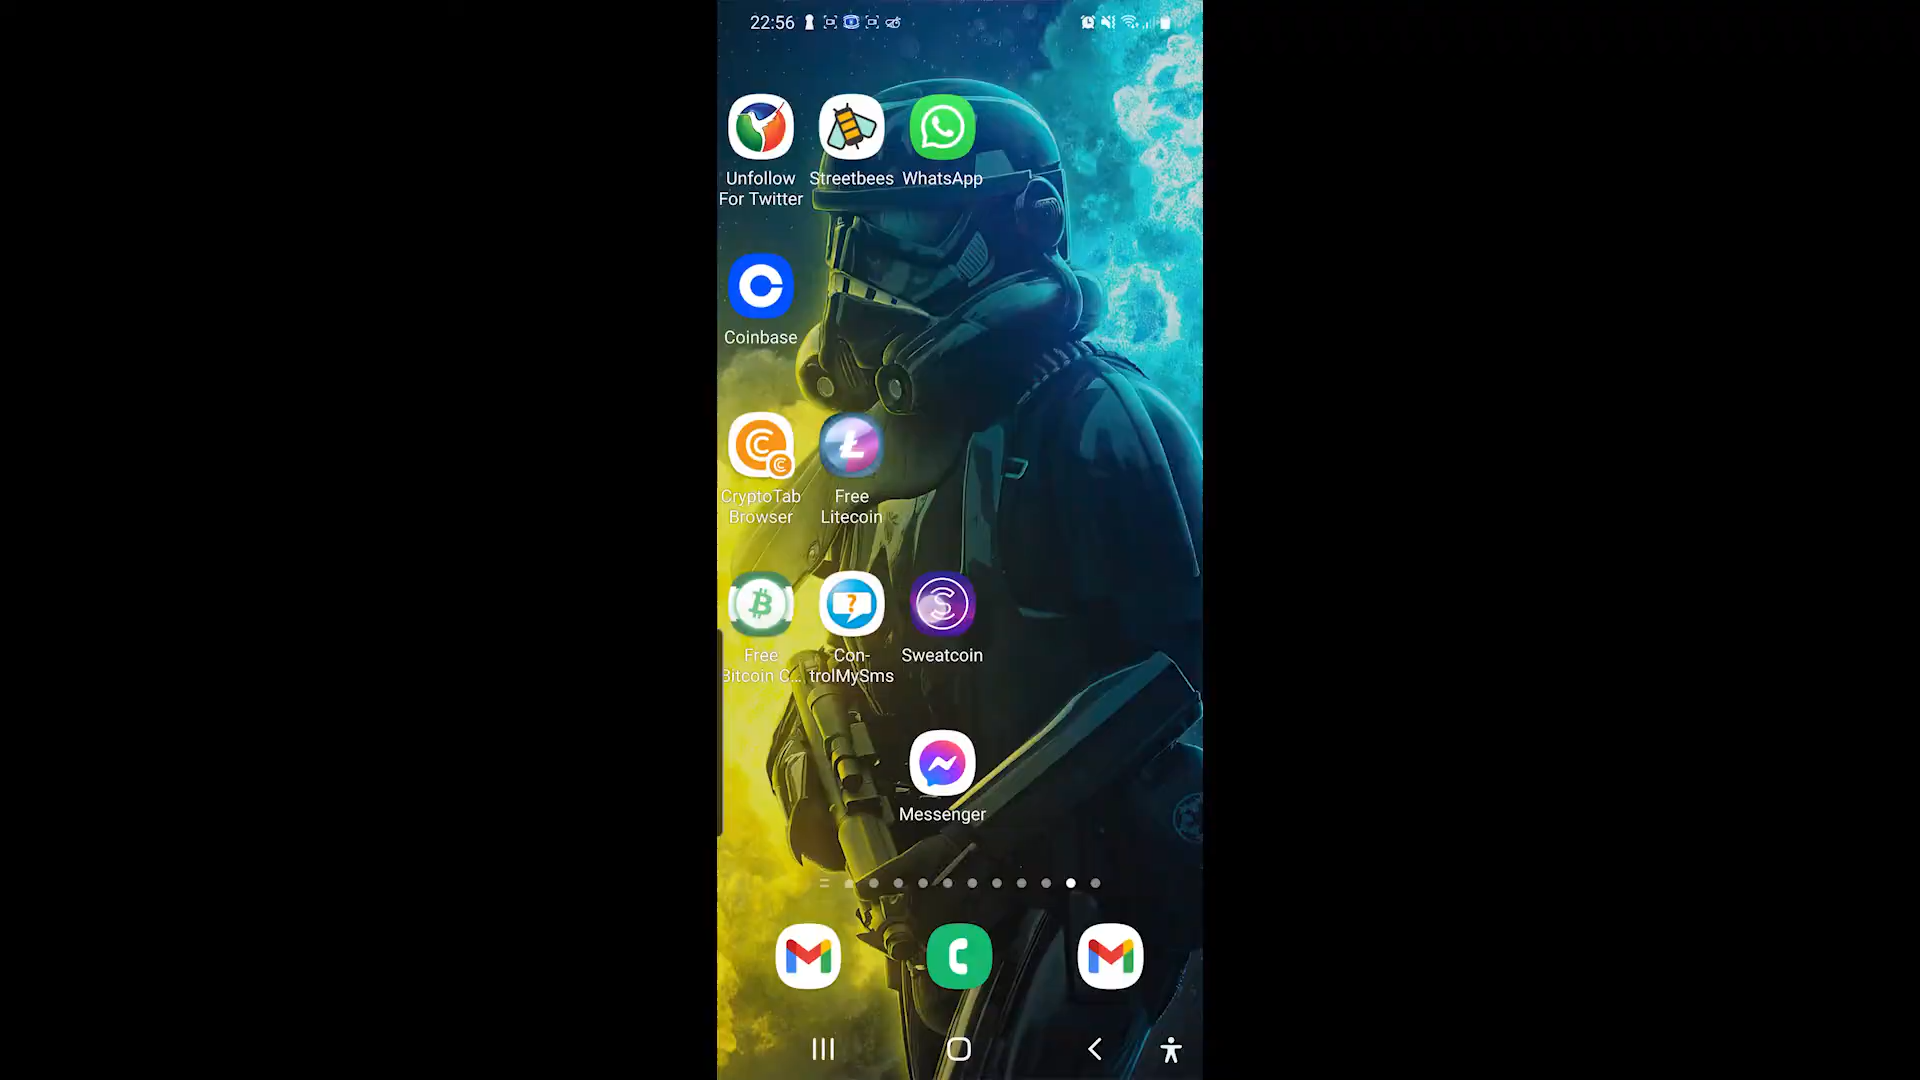 22:56
Unfollow For Twitter
Streetbees
WhatsApp
Coinbase
CryptoTab Browser
Free Litecoin
Free Bitcoin C...
Con-trolMySms
Sweatcoin
Messenger